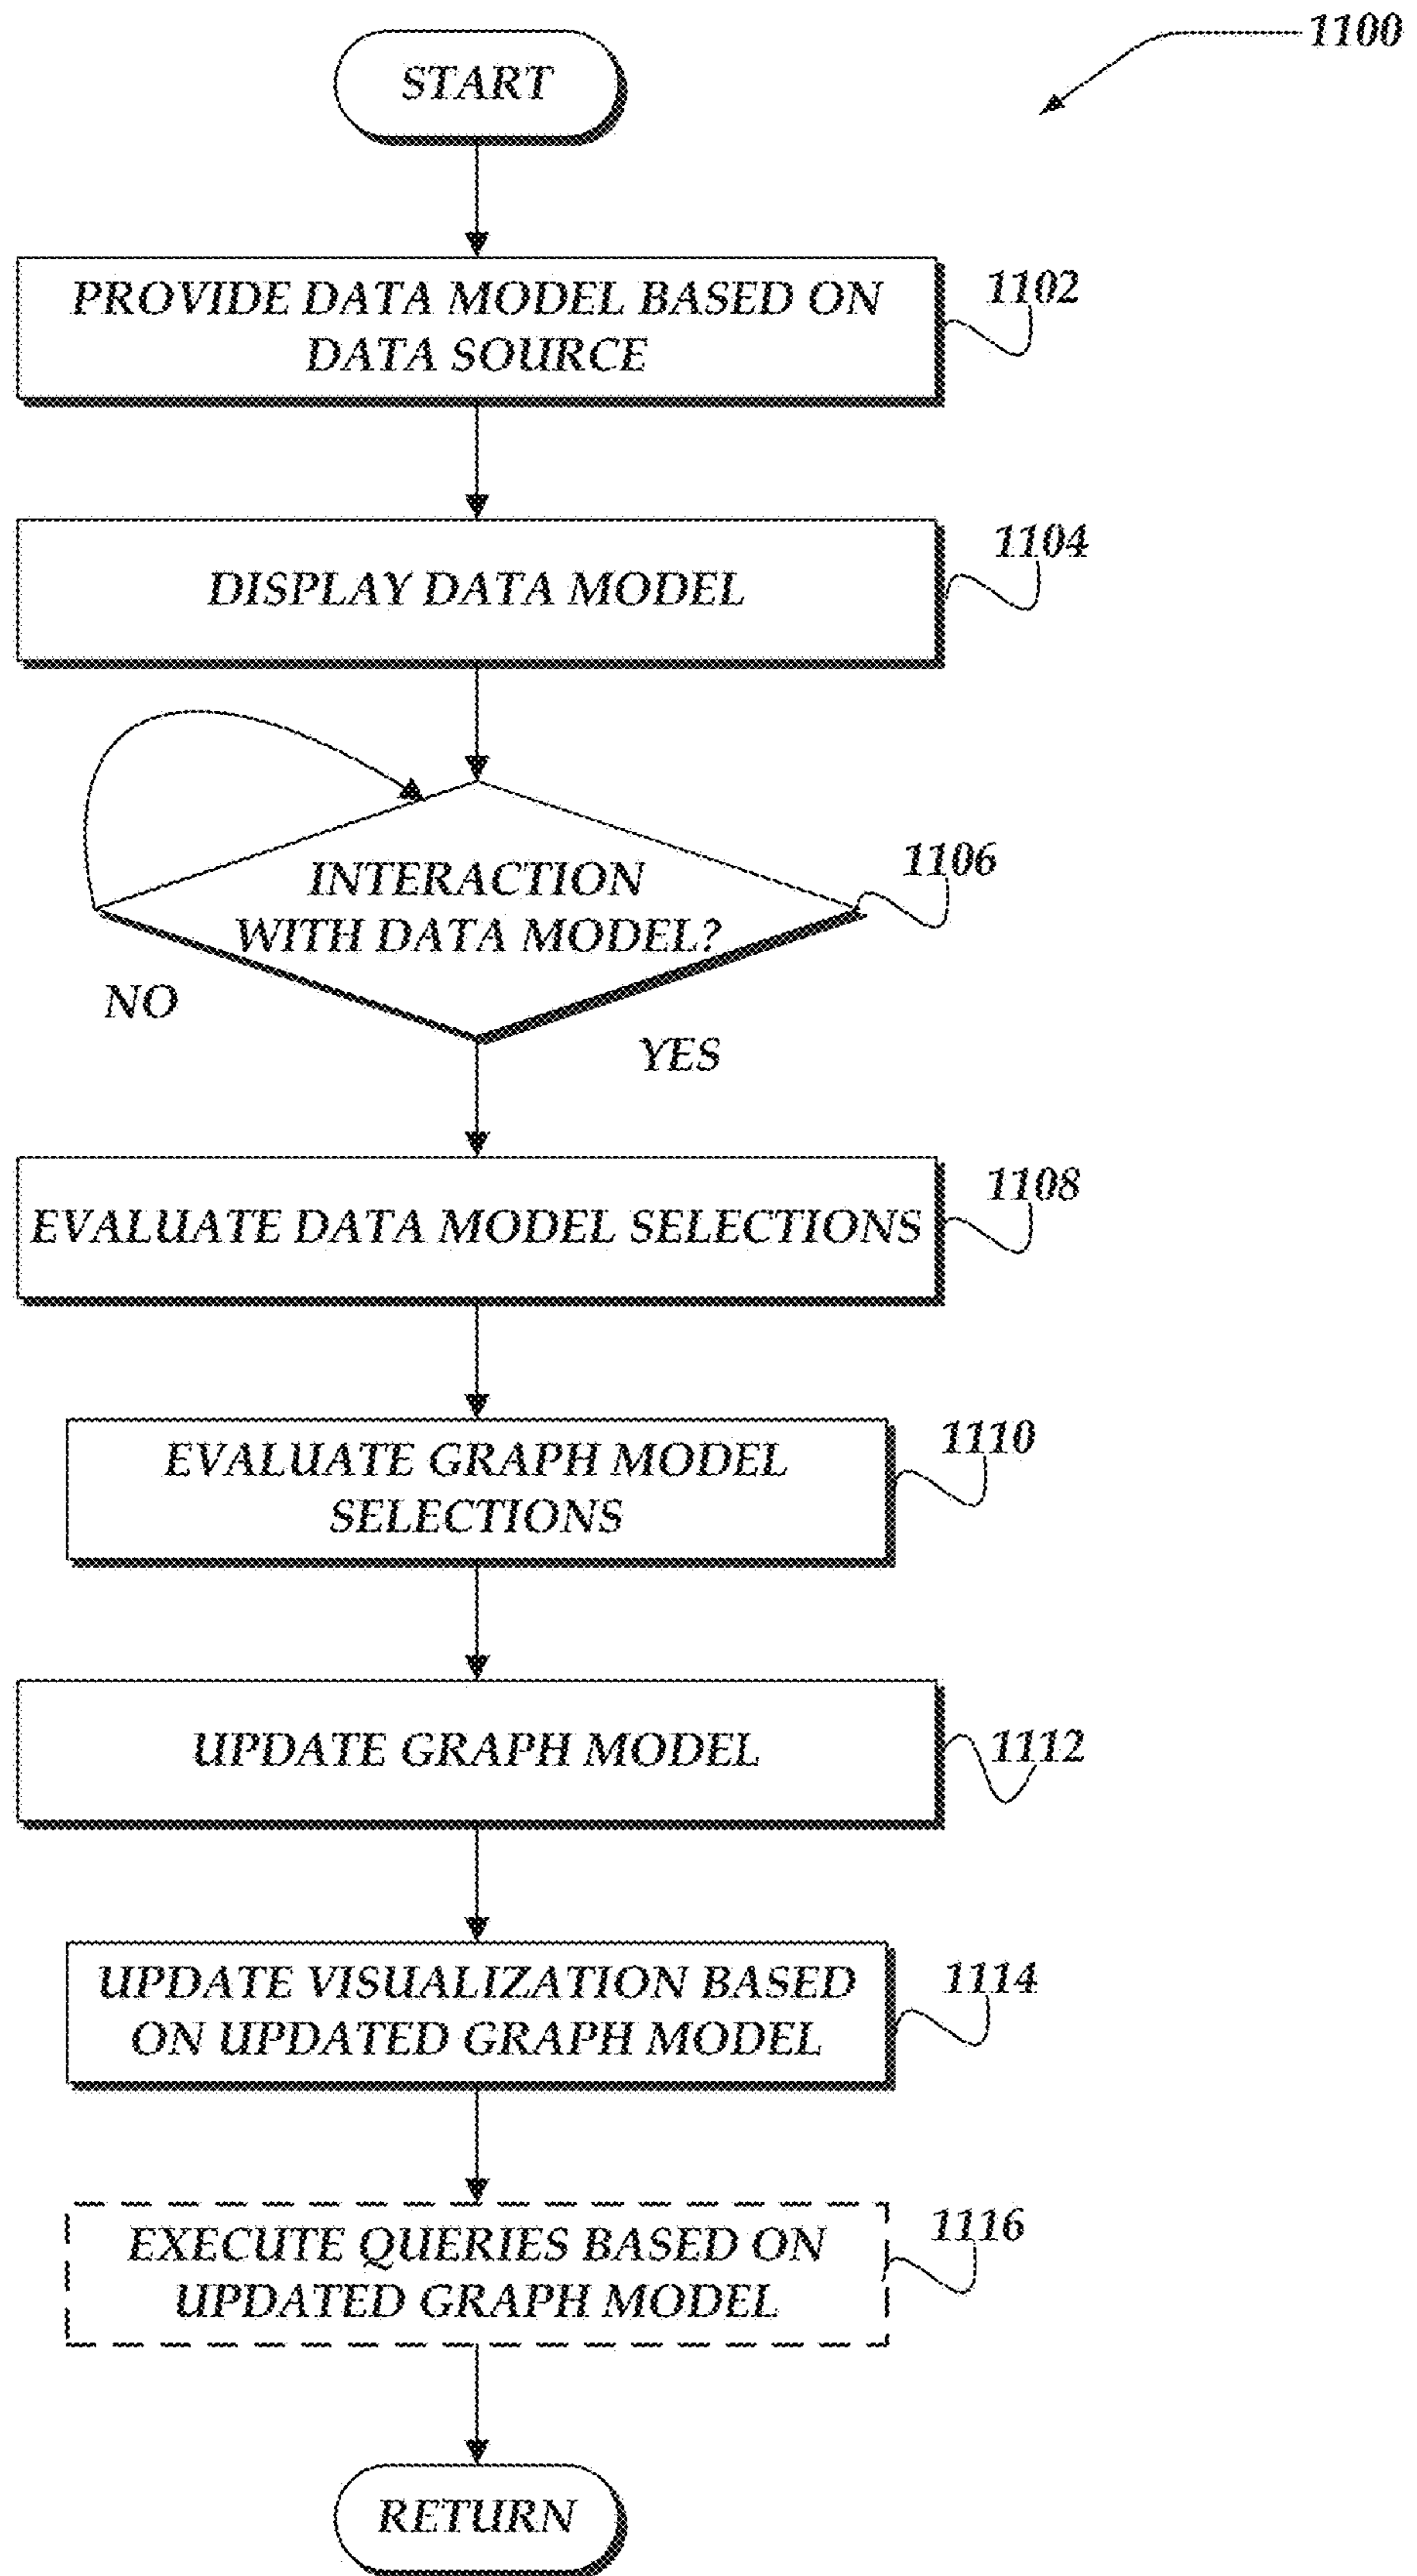 1100
START
PROVIDE DATA MODEL BASED ON
DATA SOURCE
1102
DISPLAY DATA MODEL
1104
INTERACTION
WITH DATA MODEL?
1106
NO
YES
EVALUATE DATA MODEL SELECTIONS
1108
EVALUATE GRAPH MODEL
SELECTIONS
1110
UPDATE GRAPH MODEL
1112
UPDATE VISUALIZATION BASED
ON UPDATED GRAPH MODEL
1114
EXECUTE QUERIES BASED ON
UPDATED GRAPH MODEL
1116
RETURN